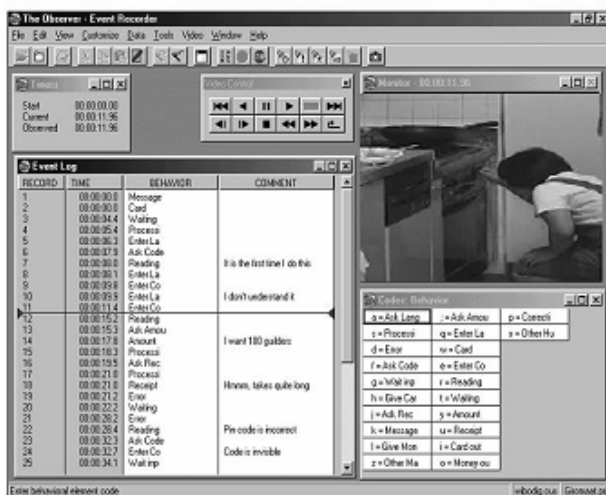 The Observer - Event Recorder
File Edit View Customize Data Tools Video Window Help
Timers
Start 00:00:00.00
Current 00:00:11.96
Observed 00:00:11.96
Video Control
Monitor - 00:00:11.96
Event Log
RECORD TIME BEHAVIOR COMMENT
1 00:00:00.0 Message
2 00:00:00.0 Card
3 00:00:04.4 Waiting
4 00:00:05.4 Processi
5 00:00:06.3 Enter La
6 00:00:07.9 Ask Code
7 00:00:08.0 Reading It is the first time I do this
8 00:00:08.1 Enter La
9 00:00:09.8 Enter Co
10 00:00:09.9 Enter La I don't understand it
11 00:00:11.4 Enter Co
12 00:00:15.2 Reading
13 00:00:15.3 Ask Amou
14 00:00:17.8 Amount I want 100 guilders
15 00:00:18.3 Processi
16 00:00:19.5 Ask Rec
17 00:00:21.0 Processi
18 00:00:21.0 Receipt Hmmm, takes quite long
19 00:00:21.2 Error
20 00:00:22.2 Waiting
21 00:00:28.2 Error
22 00:00:28.4 Reading Pin code is incorrect
23 00:00:32.3 Ask Code
24 00:00:32.7 Enter Co Code is invisible
25 00:00:34.1 Waiting
Codes: Behavior
a = Ask Lang ; = Ask Amou p = Correcti
s = Processi q = Enter La x = Other Hu
d = Error w = Card
f = Ask Code e = Enter Co
g = Waiting r = Reading
h = Give Car t = Waiting
j = Ask Rec y = Amount
k = Message u = Receipt
l = Give Mon i = Card out
z = Other Ma o = Money ou
Enter behavioral element code